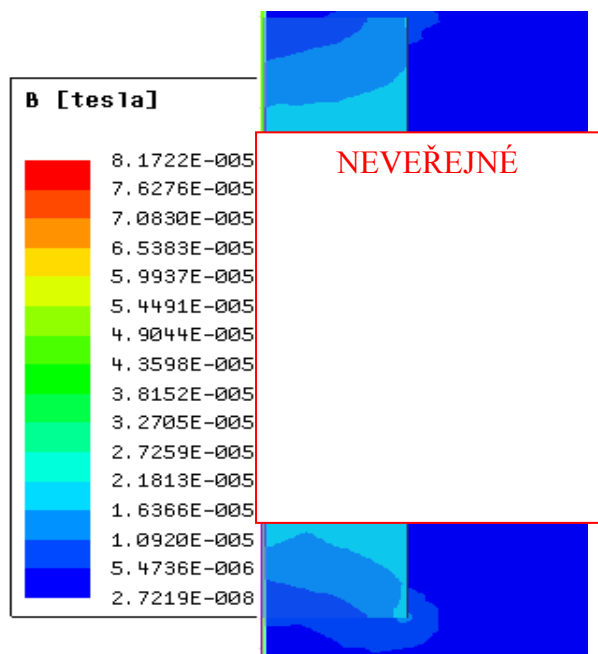 B [tesla]
NEVEŘEJNÉ
8.1722E-005
7.6276E-005
7.0830E-005
6.5383E-005
5.9937E-005
5.4491E-005
4.9044E-005
4.3598E-005
3.8152E-005
3.2705E-005
2.7259E-005
2.1813E-005
1.6366E-005
1.0920E-005
5.4736E-006
2.7219E-008